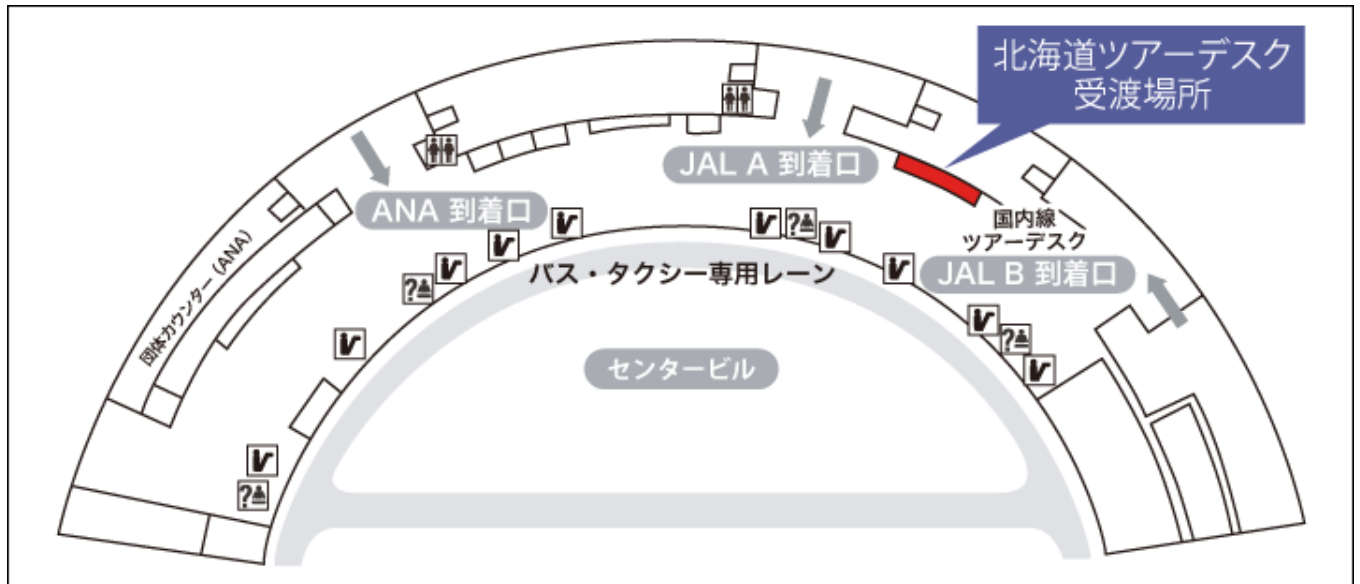 北海道ツアーデスク
受渡場所
JAL A 到着口
ANA 到着口
国内線
ツアーデスク
団体カウンター (ANA)
JAL B 到着口
バス・タクシー専用レーン
センタービル
?
?
?
?